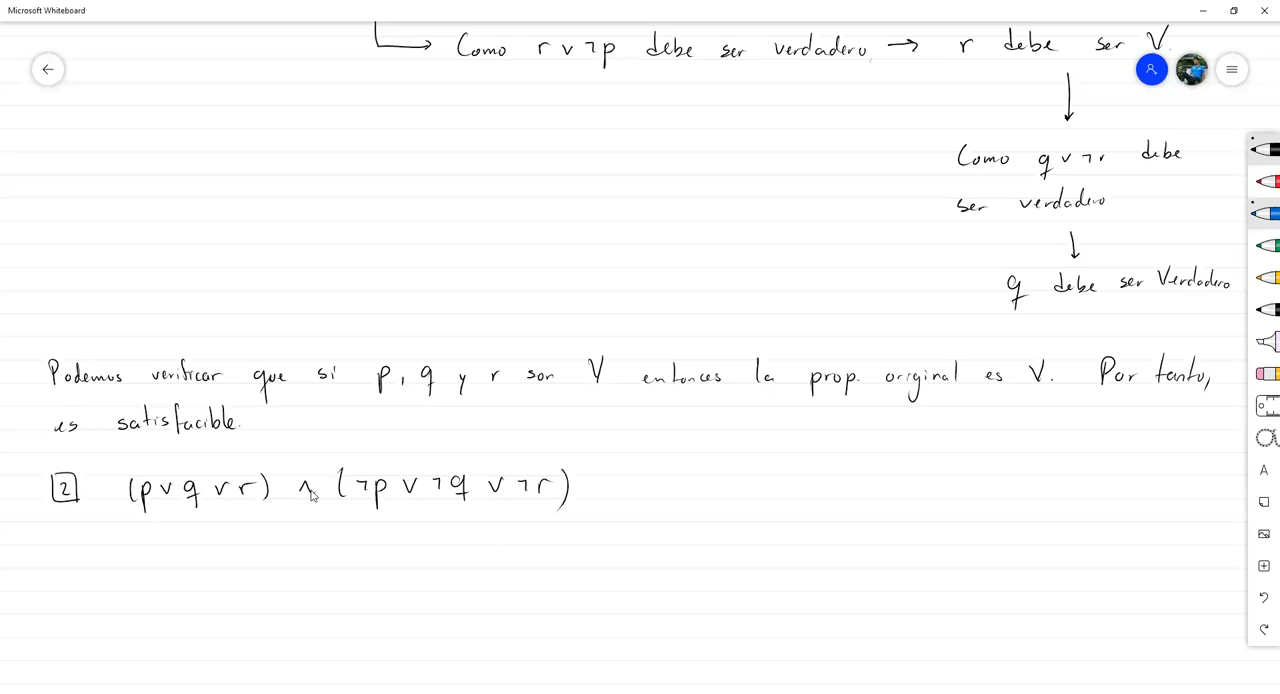 Microsoft Whiteboard
Como r ∨ ¬p debe ser verdadero, → r debe ser V.
Como q ∨ ¬r debe
ser verdadero
q debe ser Verdadero
Podemos verificar que si p, q y r son V entonces la prop. original es V. Por tanto,
es satisfacible.
2 (p ∨ q ∨ r) ∧ (¬p ∨ ¬q ∨ ¬r)
A